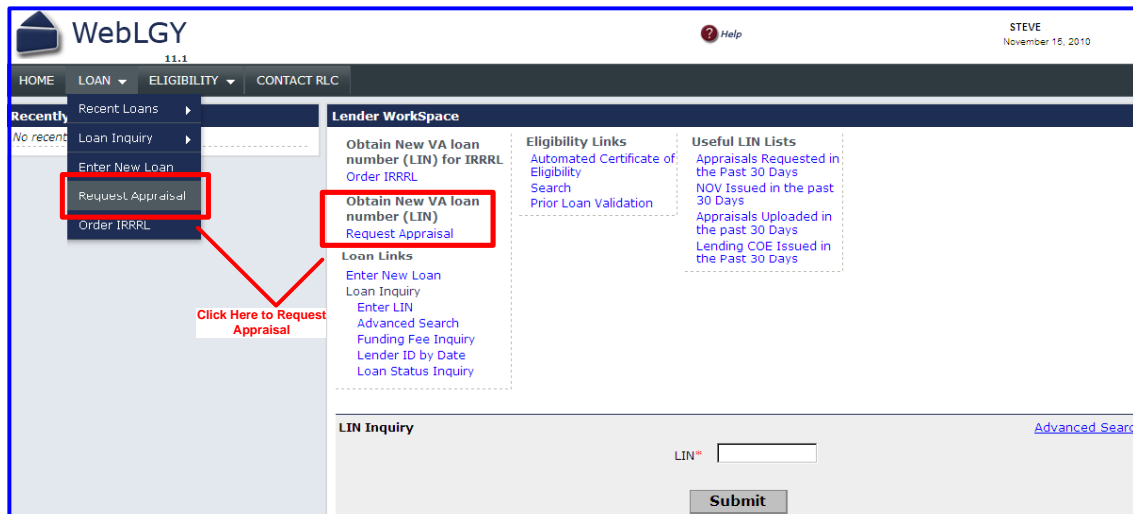 WebLGY
11.1
Help
STEVE
November 15, 2010
HOME LOAN ELIGIBILITY CONTACT RLC
Recently
No recent
Recent Loans
Loan Inquiry
Enter New Loan
Request Appraisal
Order IRRRL
Click Here to Request
Appraisal
Lender WorkSpace
Obtain New VA loan
number (LIN) for IRRRL
Order IRRRL
Obtain New VA loan
number (LIN)
Request Appraisal
Loan Links
Enter New Loan
Loan Inquiry
Enter LIN
Advanced Search
Funding Fee Inquiry
Lender ID by Date
Loan Status Inquiry
Eligibility Links
Automated Certificate of
Eligibility
Search
Prior Loan Validation
Useful LIN Lists
Appraisals Requested in
the Past 30 Days
NOV Issued in the past
30 Days
Appraisals Uploaded in
the past 30 Days
Lending COE Issued in
the Past 30 Days
LIN Inquiry
Advanced Searc
LIN*
Submit